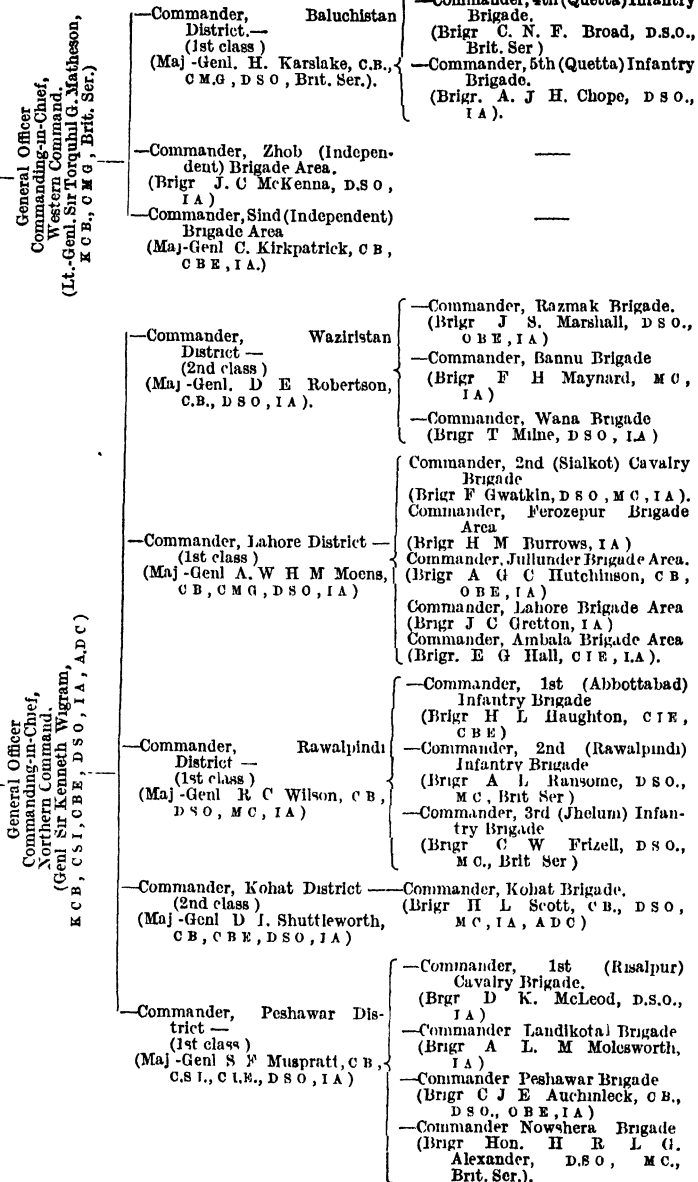 General Officer
Commanding-in-Chief,
Western Command.
(Lt.-Genl. Sir Torquhil G. Matheson,
K C B., C M G , Brit. Ser.)
—Commander, Baluchistan
District.—
(1st class )
(Maj -Genl. H. Karslake, C.B.,
C M.G , D S O , Brit. Ser.).
—Commander, 4th (Quetta) Infantry
Brigade.
(Brigr C. N. F. Broad, D.S.O.,
Brit. Ser )
—Commander, 5th (Quetta) Infantry
Brigade.
(Brigr. A. J H. Chope, D S O.,
I A ).
—Commander, Zhob (Indepen-
dent) Brigade Area.
(Brigr J. C McKenna, D.S O ,
I A )
—
—Commander, Sind (Independent)
Brigade Area
(Maj-Genl C. Kirkpatrick, C B ,
C B E , I A.)
—
General Officer
Commanding-in-Chief,
Northern Command.
(Genl Sir Kenneth Wigram,
K C B , C S I , C B E , D S O , I A , A D C )
—Commander, Waziristan
District —
(2nd class )
(Maj -Genl. D E Robertson,
C.B., D S O , I A ).
—Commander, Razmak Brigade.
(Brigr J S. Marshall, D S O.,
O B E , I A )
—Commander, Bannu Brigade
(Brigr F H Maynard, M C ,
I A )
—Commander, Wana Brigade
(Brigr T Milne, D S O , I.A )
—Commander, Lahore District —
(1st class )
(Maj -Genl A. W H M Moens,
C B , C M G , D S O , I A )
Commander, 2nd (Sialkot) Cavalry
Brigade
(Brigr F Gwatkin, D S O , M C , I A ).
Commander, Ferozepur Brigade
Area
(Brigr H M Burrows, I A )
Commander, Jullunder Brigade Area.
(Brigr A G C Hutchinson, C B ,
O B E , I A )
Commander, Lahore Brigade Area
(Brigr J C Gretton, I A )
Commander, Ambala Brigade Area
(Brigr. E G Hall, C I E , I.A ).
—Commander, Rawalpindi
District —
(1st class )
(Maj -Genl R C Wilson, C B ,
D S O , M C , I A )
—Commander, 1st (Abbottabad)
Infantry Brigade
(Brigr H L Haughton, C I E ,
C B E )
—Commander, 2nd (Rawalpindi)
Infantry Brigade
(Brigr A L Ransome, D S O.,
M C , Brit Ser )
—Commander, 3rd (Jhelum) Infan-
try Brigade
(Brigr C W Frizell, D S O.,
M C., Brit Ser )
—Commander, Kohat District —
(2nd class )
(Maj -Genl D I. Shuttleworth,
C B , C B E , D S O , I A )
—Commander, Kohat Brigade.
(Brigr H L Scott, C B., D S O ,
M C , I A , A D C )
—Commander, Peshawar Dis-
trict —
(1st class )
(Maj -Genl S F Muspratt, C B ,
C.S I., C I.E., D S O , I A )
—Commander, 1st (Risalpur)
Cavalry Brigade.
(Brgr D K. McLeod, D.S.O.,
I A )
—Commander Landikotal Brigade
(Brigr A L. M Molesworth,
I A )
—Commander Peshawar Brigade
(Brigr C J E Auchinleck, C B.,
D S O., O B E , I A )
—Commander Nowshera Brigade
(Brigr Hon. H R L G.
Alexander, D.S O , M C.,
Brit. Ser.).